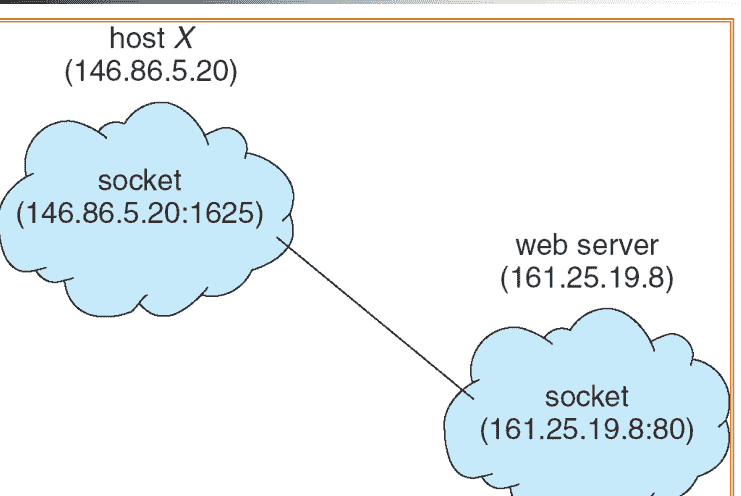 host X
(146.86.5.20)
socket
(146.86.5.20:1625)
web server
(161.25.19.8)
socket
(161.25.19.8:80)